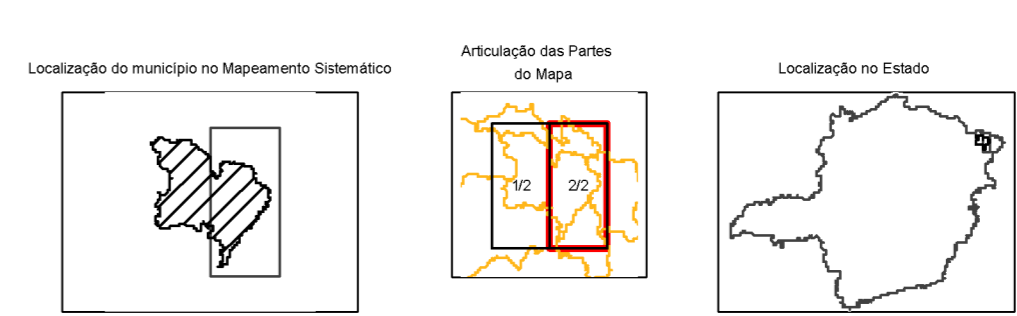 Localização do município no Mapeamento Sistemático
Articulação das Partes
do Mapa
1/2
2/2
Localização no Estado